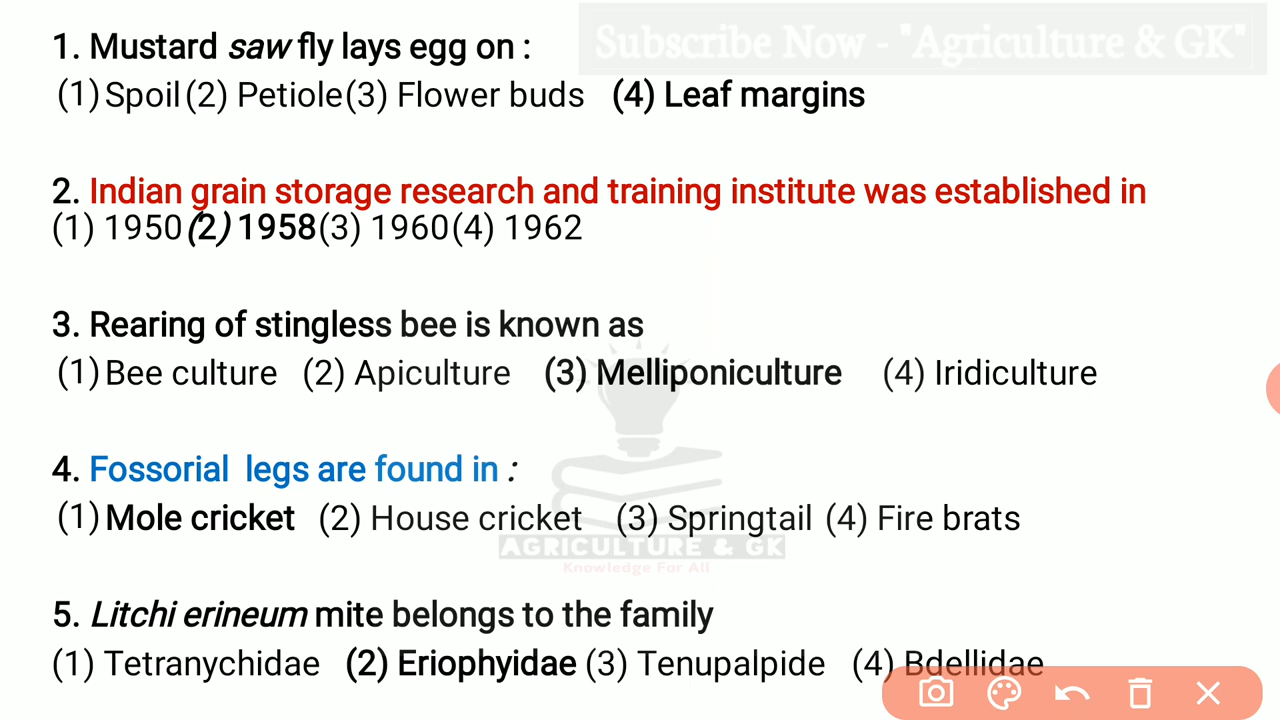 Subscribe Now - "Agriculture & GK"
1. Mustard saw fly lays egg on :
(1) Spoil (2) Petiole (3) Flower buds (4) Leaf margins
2. Indian grain storage research and training institute was established in
(1) 1950 (2) 1958 (3) 1960 (4) 1962
3. Rearing of stingless bee is known as
(1) Bee culture (2) Apiculture (3) Melliponiculture (4) Iridiculture
4. Fossorial legs are found in :
(1) Mole cricket (2) House cricket (3) Springtail (4) Fire brats
AGRICULTURE & GK
Knowledge For All
5. Litchi erineum mite belongs to the family
(1) Tetranychidae (2) Eriophyidae (3) Tenupalpide (4) Bdellidae